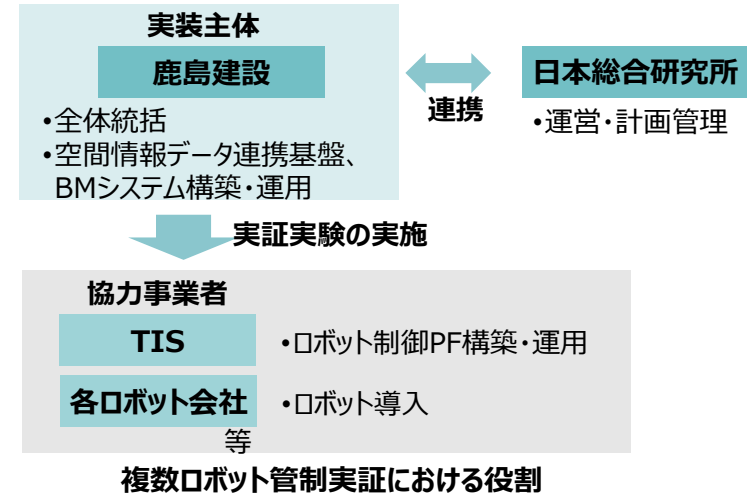 実装主体
鹿島建設
・全体統括
・空間情報データ連携基盤、
BMシステム構築・運用
連携
日本総合研究所
・運営・計画管理
実証実験の実施
協力事業者
TIS
・ロボット制御PF構築・運用
各ロボット会社
・ロボット導入
等
複数ロボット管制実証における役割